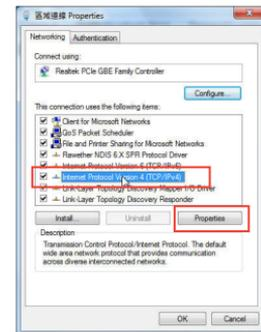 區域連線 Properties
Networking Authentication
Connect using:
Realtek PCIe GBE Family Controller
Configure...
This connection uses the following items:
Client for Microsoft Networks
QoS Packet Scheduler
File and Printer Sharing for Microsoft Networks
Rawether NDIS 6.X SPR Protocol Driver
Internet Protocol Version 6 (TCP/IPv6)
Internet Protocol Version 4 (TCP/IPv4)
Link-Layer Topology Discovery Mapper I/O Driver
Link-Layer Topology Discovery Responder
Install... Uninstall Properties
Description
Transmission Control Protocol/Internet Protocol. The default
wide area network protocol that provides communication
across diverse interconnected networks.
OK Cancel